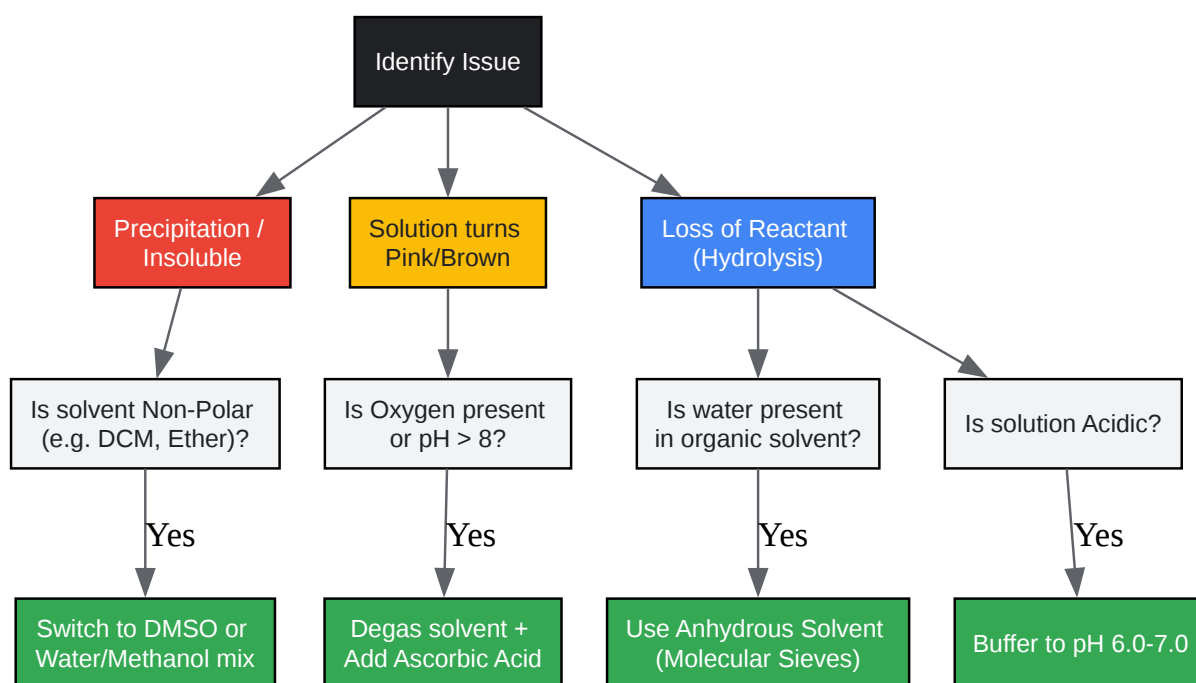 Identify Issue
Precipitation /
Insoluble
Solution turns
Pink/Brown
Loss of Reactant
(Hydrolysis)
Is solvent Non-Polar
(e.g. DCM, Ether)?
Is Oxygen present
or pH > 8?
Is water present
in organic solvent?
Is solution Acidic?
Yes
Yes
Yes
Yes
Switch to DMSO or
Water/Methanol mix
Degas solvent +
Add Ascorbic Acid
Use Anhydrous Solvent
(Molecular Sieves)
Buffer to pH 6.0-7.0